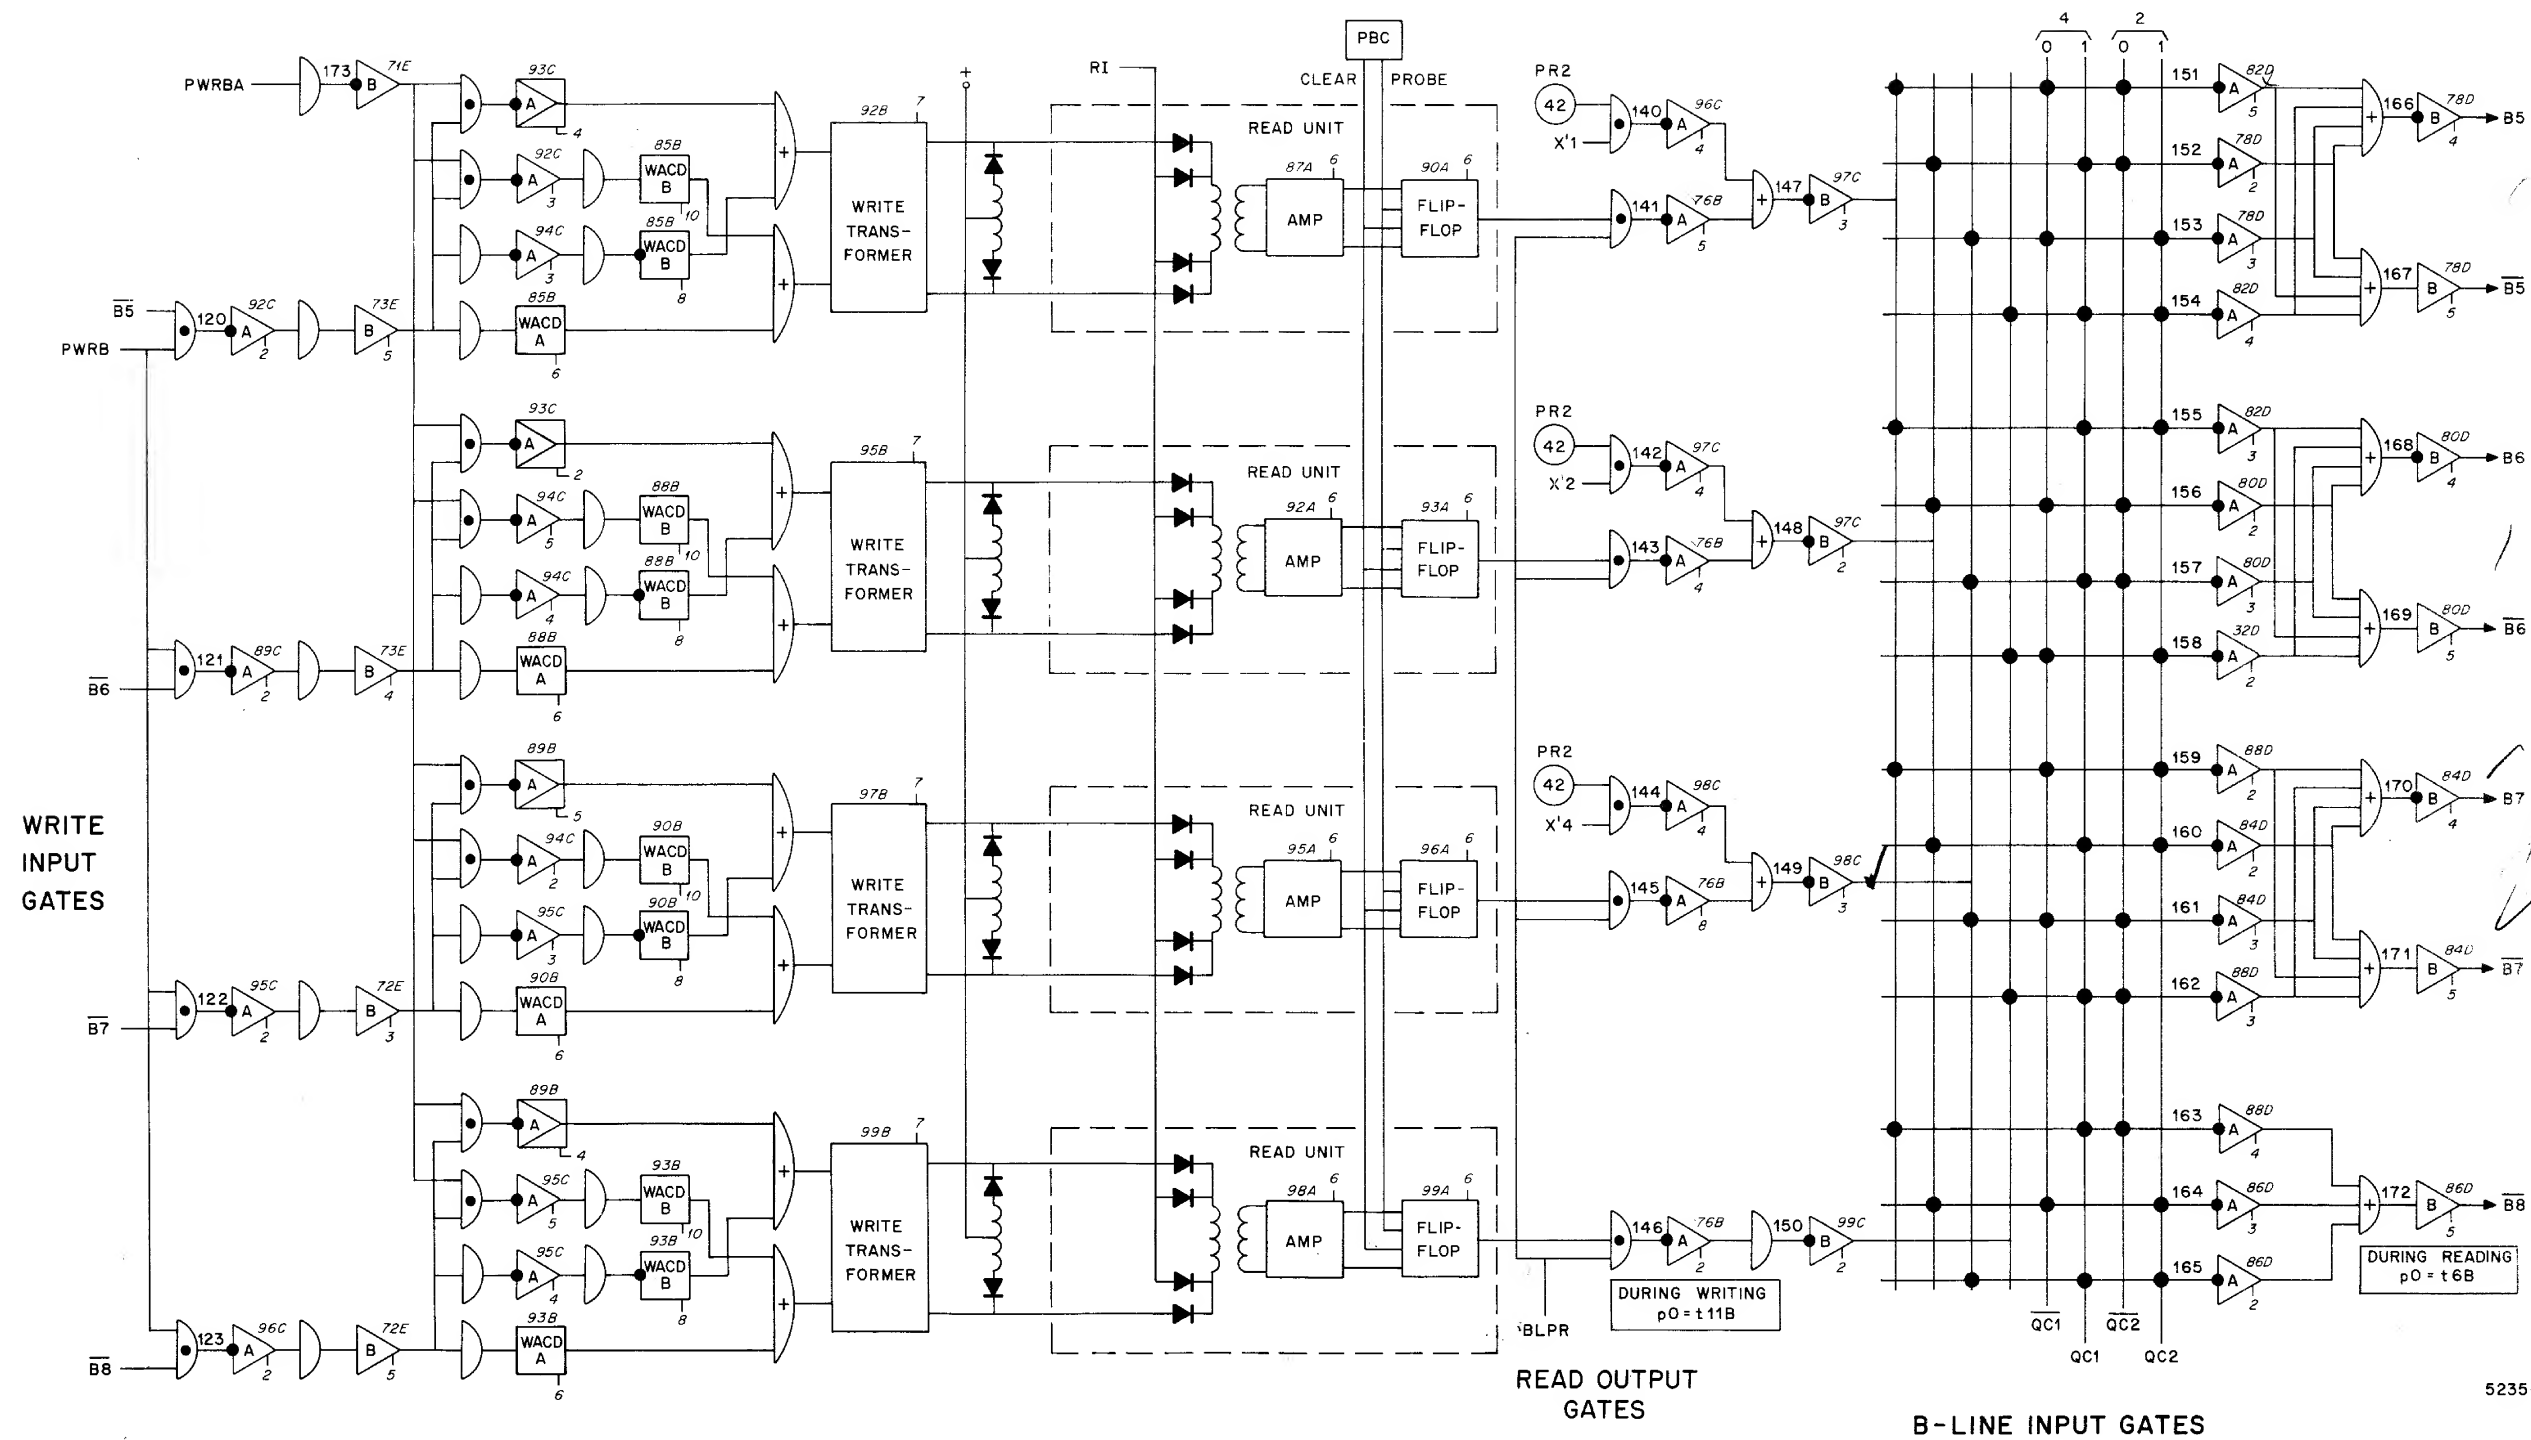 4 2
0 1 0 1
PBC
CLEAR PROBE
+
RI
PWRBA 173 B 71E
A 93C 4
A 92C 3
WACD B 85B 10
A 94C 3
WACD B 85B 8
B5 120 A 92C 2
B 73E 5
WACD A 85B 6
PWRB
+
+
92B 7
WRITE TRANS- FORMER
READ UNIT
87A 6
AMP
90A 6
FLIP- FLOP
PR2
42
X'1
140 A 96C 4
141 A 76B 5
+ 147 B 97C 3
151 A 82D 5
152 A 78D 2
153 A 78D 3
154 A 82D 4
+ 166 B 78D 4 B5
+ 167 B 78D 5 B5
A 93C 2
A 94C 5
WACD B 88B 10
A 94C 4
WACD B 88B 8
121 A 89C 2
B 73E 4
WACD A 88B 6
B6
+
+
95B 7
WRITE TRANS- FORMER
READ UNIT
92A 6
AMP
93A 6
FLIP- FLOP
PR2
42
X'2
142 A 97C 4
143 A 76B 4
+ 148 B 97C 2
155 A 82D 3
156 A 80D 2
157 A 80D 3
158 A 32D 2
+ 168 B 80D 4 B6
+ 169 B 80D 5 B6
WRITE
INPUT
GATES
A 89B 5
A 94C 2
WACD B 90B 10
A 95C 3
WACD B 90B 8
122 A 95C 2
B 72E 3
WACD A 90B 6
B7
+
+
97B 7
WRITE TRANS- FORMER
READ UNIT
95A 6
AMP
96A 6
FLIP- FLOP
PR2
42
X'4
144 A 98C 4
145 A 76B 8
+ 149 B 98C 3
159 A 88D 2
160 A 84D 2
161 A 84D 3
162 A 88D 3
+ 170 B 84D 4 B7
+ 171 B 84D 5 B7
A 89B 4
A 95C 5
WACD B 93B 10
A 95C 4
WACD B 93B 8
123 A 96C 2
B 72E 5
WACD A 93B 6
B8
+
+
99B 7
WRITE TRANS- FORMER
READ UNIT
98A 6
AMP
99A 6
FLIP- FLOP
146 A 76B 2
150 B 99C 2
DURING WRITING
p0=t11B
BLPR
163 A 88D 4
164 A 86D 3
165 A 86D 2
+ 172 B 86D 5 B8
DURING READING
p0=t6B
QC1 QC2
QC1 QC2
READ OUTPUT
GATES
B-LINE INPUT GATES
5235